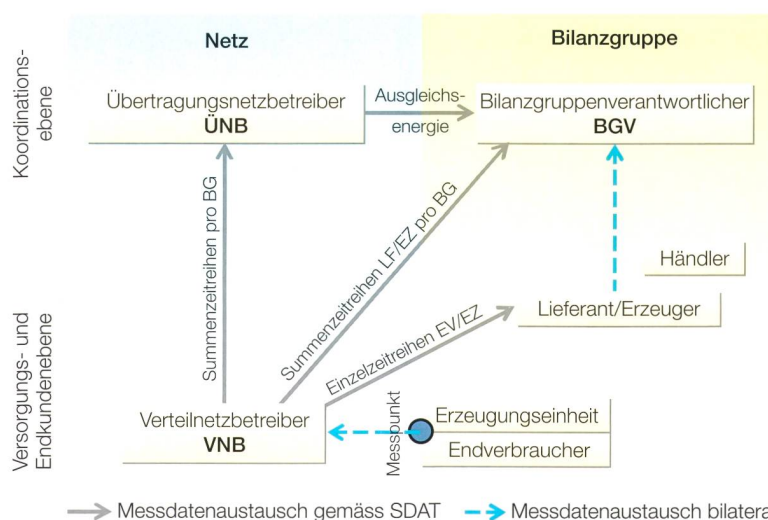 Netz
Bilanzgruppe
Koordinations-
ebene
Übertragungsnetzbetreiber
ÜNB
Ausgleichs-
energie
Bilanzgruppenverantwortlicher
BGV
Summenzeitreihen pro BG
Summenzeitreihen LF/EZ pro BG
Händler
Lieferant/Erzeuger
Einzelzeitreihen EV/EZ
Versorgungs- und
Endkundenebene
Verteilnetzbetreiber
VNB
Messpunkt
Erzeugungseinheit
Endverbraucher
Messdatenaustausch gemäss SDAT
Messdatenaustausch bilatera